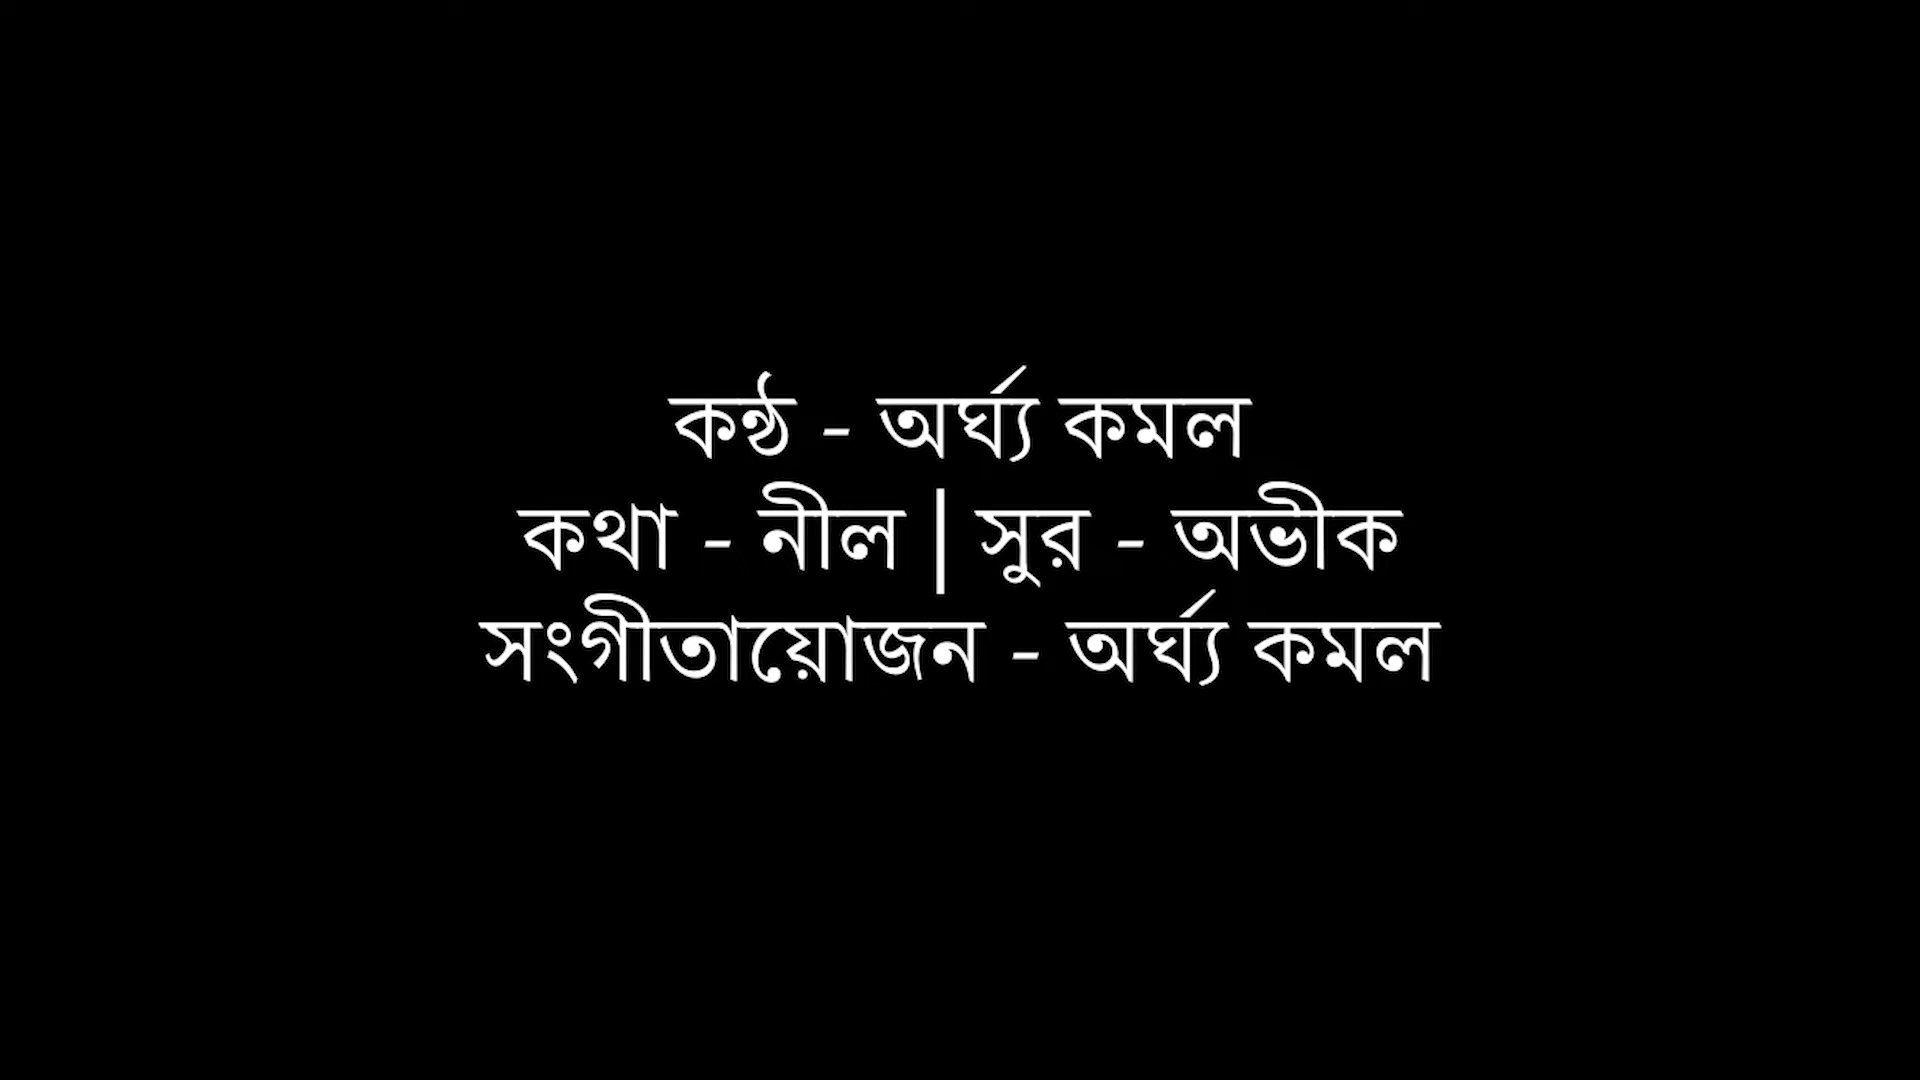 কন্ঠ - অর্ঘ্য কমল
কথা - নীল | সুর - অভীক
সংগীতায়োজন - অর্ঘ্য কমল